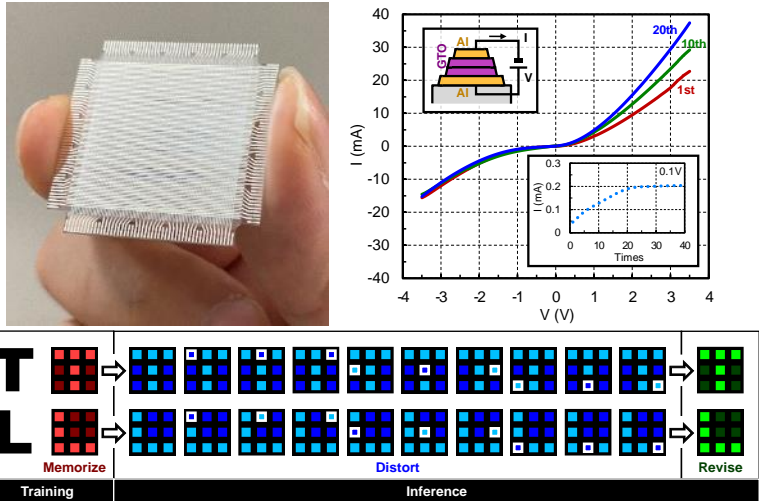 40
30
20
10
0
-10
-20
-30
-40
I (mA)
-4 -3 -2 -1 0 1 2 3 4
V (V)
20th
10th
1st
Al
I
GTO
V
Al
0.3
0.2
0.1
0
I (mA)
0.1V
0 10 20 30 40
Times
T
L
Memorize Distort Revise
Training Inference